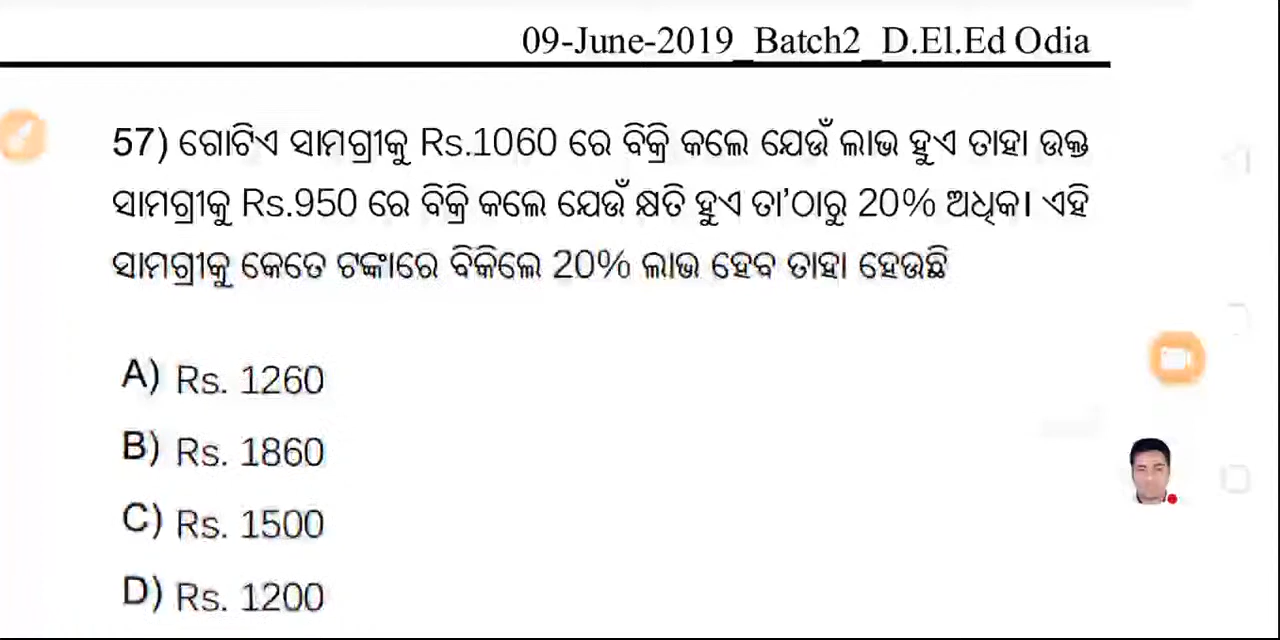 09-June-2019_Batch2_D.El.Ed Odia
57) ଗୋଟିଏ ସାମଗ୍ରୀକୁ Rs.1060 ରେ ବିକ୍ରି କଲେ ଯେଉଁ ଲାଭ ହୁଏ ତାହା ଉକ୍ତ
ସାମଗ୍ରୀକୁ Rs.950 ରେ ବିକ୍ରି କଲେ ଯେଉଁ କ୍ଷତି ହୁଏ ତା'ଠାରୁ 20% ଅଧିକ। ଏହି
ସାମଗ୍ରୀକୁ କେତେ ଟଙ୍କାରେ ବିକିଲେ 20% ଲାଭ ହେବ ତାହା ହେଉଛି
A) Rs. 1260
B) Rs. 1860
C) Rs. 1500
D) Rs. 1200